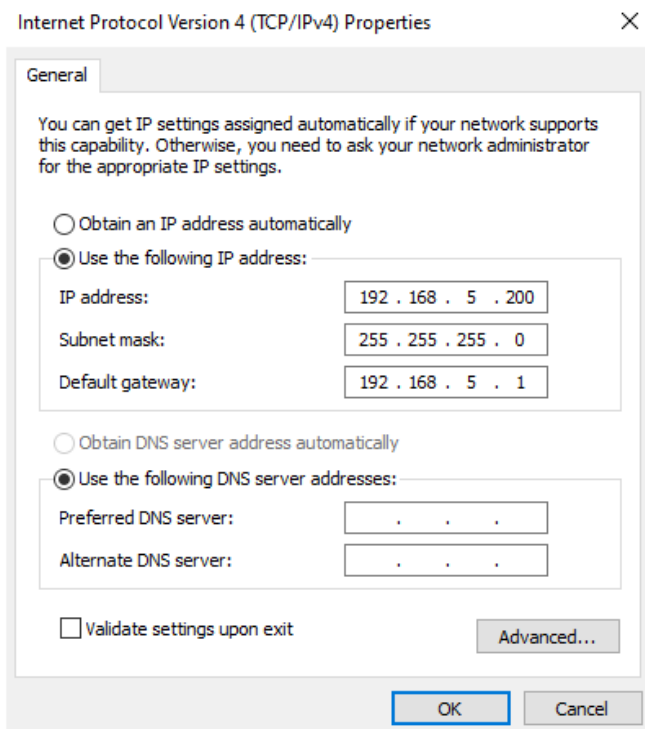 Internet Protocol Version 4 (TCP/IPv4) Properties
General
You can get IP settings assigned automatically if your network supports
this capability. Otherwise, you need to ask your network administrator
for the appropriate IP settings.
Obtain an IP address automatically
Use the following IP address:
IP address: 192 . 168 . 5 . 200
Subnet mask: 255 . 255 . 255 . 0
Default gateway: 192 . 168 . 5 . 1
Obtain DNS server address automatically
Use the following DNS server addresses:
Preferred DNS server: . . .
Alternate DNS server: . . .
Validate settings upon exit
Advanced...
OK Cancel